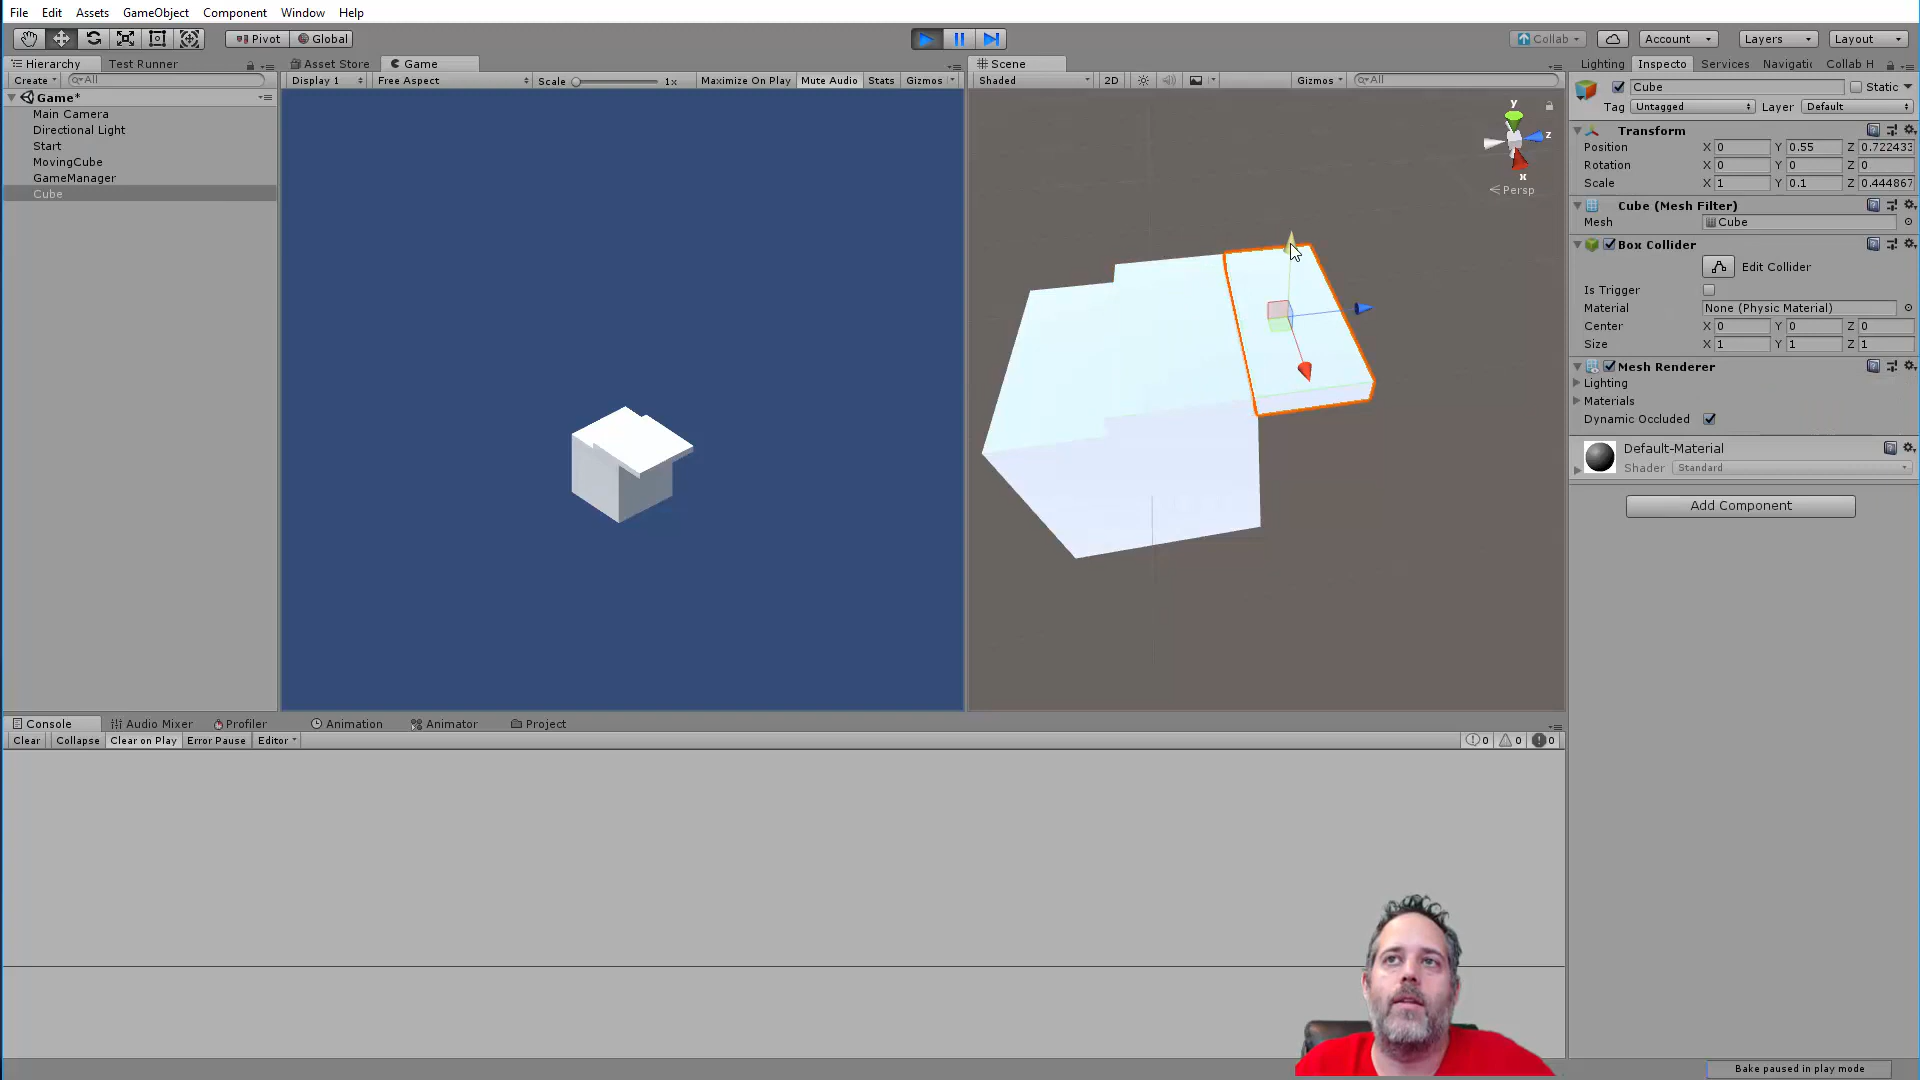 File Edit Assets GameObject Component Window Help
Pivot Global Collab Account Layers Layout
Hierarchy Test Runner Asset Store Game Scene Lighting Inspecto Services Navigatic Collab H
Create All Display 1 Free Aspect Scale 1x Maximize On Play Mute Audio Stats Gizmos Shaded 2D Gizmos All
Game*
Main Camera
Directional Light
Start
MovingCube
GameManager
Cube
y
z
x
Persp
Cube Static
Tag Untagged Layer Default
Transform
Position X 0 Y 0.55 Z 0.722433
Rotation X 0 Y 0 Z 0
Scale X 1 Y 0.1 Z 0.444867
Cube (Mesh Filter)
Mesh Cube
Box Collider
Edit Collider
Is Trigger
Material None (Physic Material)
Center X 0 Y 0 Z 0
Size X 1 Y 1 Z 1
Mesh Renderer
Lighting
Materials
Dynamic Occluded
Default-Material
Shader Standard
Add Component
Console Audio Mixer Profiler Animation Animator Project
Clear Collapse Clear on Play Error Pause Editor 0 0 0
Bake paused in play mode